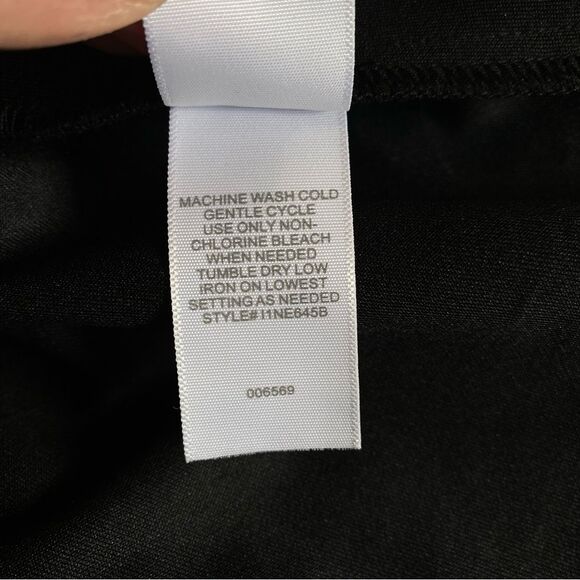 MACHINE WASH COLD
GENTLE CYCLE
USE ONLY NON-
CHLORINE BLEACH
WHEN NEEDED
TUMBLE DRY LOW
IRON ON LOWEST
SETTING AS NEEDED
STYLE# I1NE645B
006569